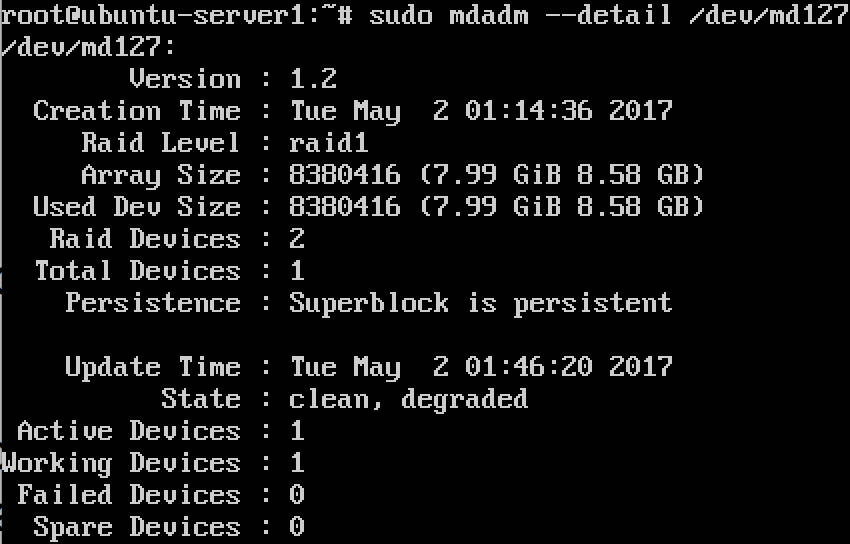 root@ubuntu-server1:~# sudo mdadm --detail /dev/md127
/dev/md127:
Version : 1.2
Creation Time : Tue May  2 01:14:36 2017
Raid Level : raid1
Array Size : 8380416 (7.99 GiB 8.58 GB)
Used Dev Size : 8380416 (7.99 GiB 8.58 GB)
Raid Devices : 2
Total Devices : 1
Persistence : Superblock is persistent
Update Time : Tue May  2 01:46:20 2017
State : clean, degraded
Active Devices : 1
Working Devices : 1
Failed Devices : 0
Spare Devices : 0